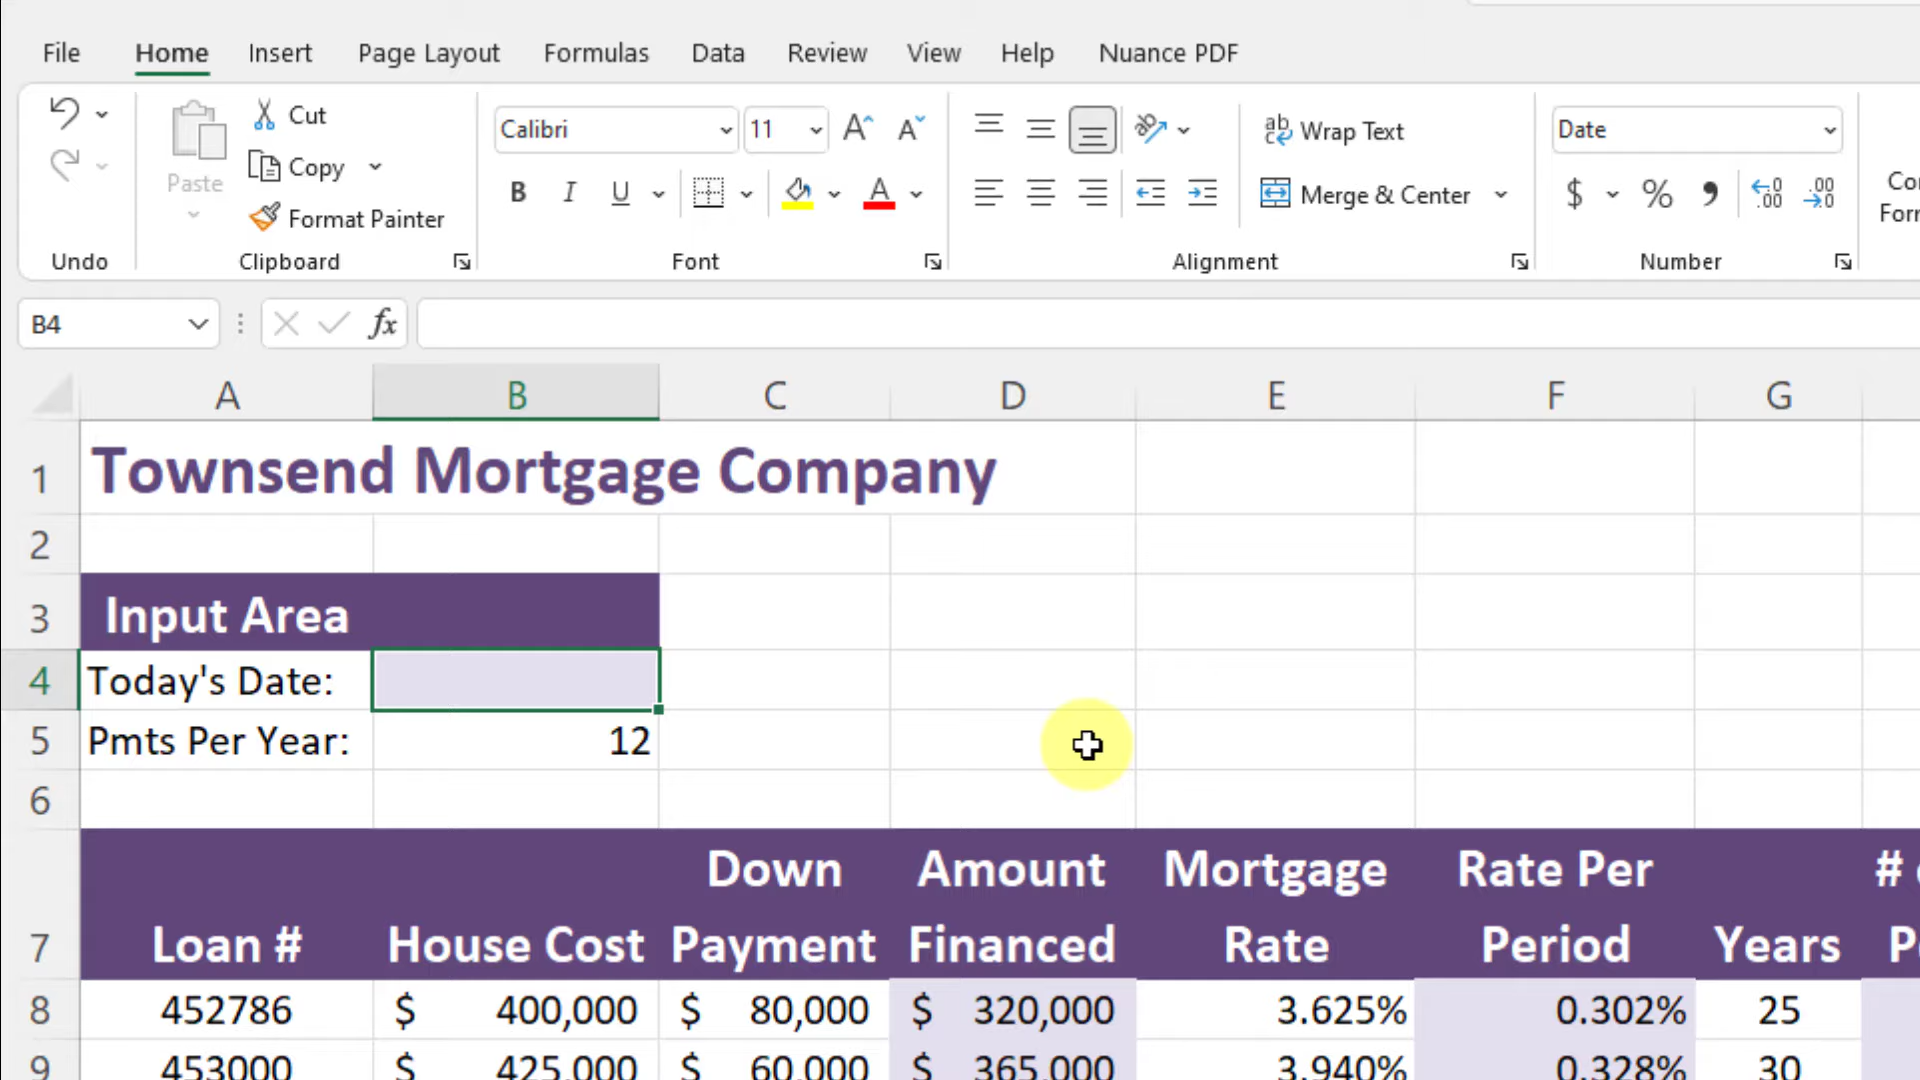 File Home Insert Page Layout Formulas Data Review View Help Nuance PDF
Paste Cut
Copy
Format Painter
Calibri 11 A A
B I U A
ab Wrap Text
Merge & Center
Date
$ % , .00 .00
Undo Clipboard Font Alignment Number
B4 fx
A B C D E F G
1 Townsend Mortgage Company
2
3 Input Area
4 Today's Date:
5 Pmts Per Year: 12
6
7 Loan # House Cost Down Payment Amount Financed Mortgage Rate Rate Per Period Years #
8 452786 $ 400,000 $ 80,000 $ 320,000 3.625% 0.302% 25
9 453000 $ 425,000 $ 60,000 $ 365,000 3.940% 0.328% 30